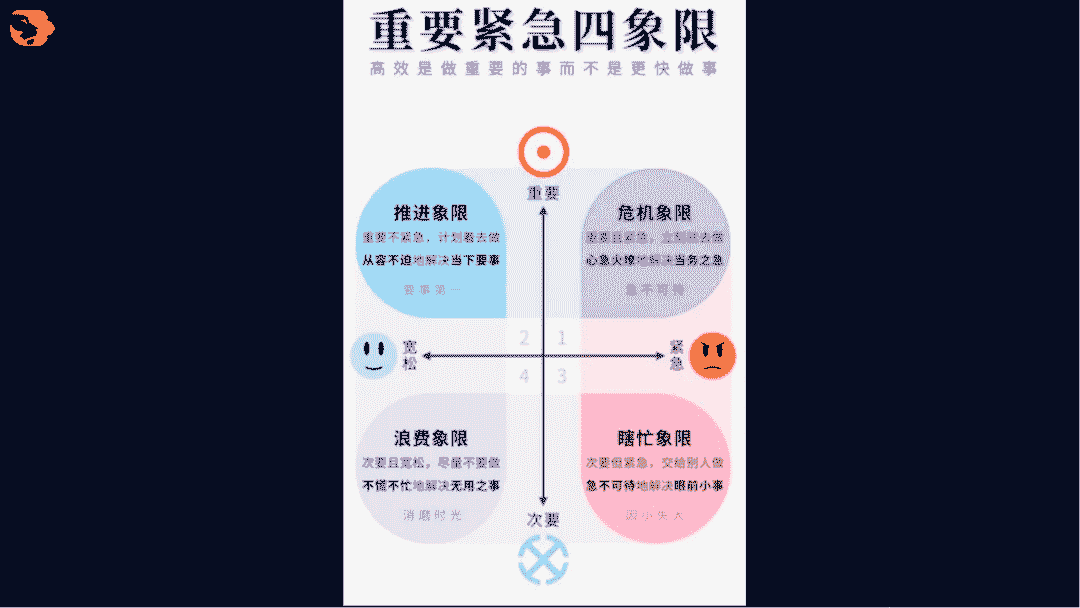 重要紧急四象限
高效是做重要的事而不是更快做事
重要
推进象限
重要不紧急，计划着去做
从容不迫地解决当下要事
要事第一
危机象限
重要且紧急，立刻就去做
心急火燎地解决当务之急
急不可待
宽松
2
1
紧急
4
3
浪费象限
次要且宽松，尽量不要做
不慌不忙地解决无用之事
消磨时光
瞎忙象限
次要很紧急，交给别人做
急不可待地解决眼前小事
因小失大
次要